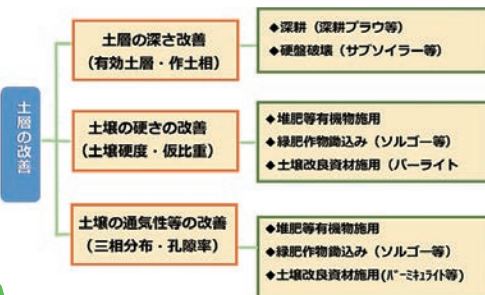 土層の改善
土層の深さ改善
(有効土層・作土相)
◆深耕（深耕プラウ等）
◆硬盤破壊（サブソイラー等）
土壌の硬さの改善
(土壌硬度・仮比重)
◆堆肥等有機物施用
◆緑肥作物鋤込み（ソルゴー等）
◆土壌改良資材施用（パーライト
土壌の通気性等の改善
(三相分布・孔隙率)
◆堆肥等有機物施用
◆緑肥作物鋤込み（ソルゴー等）
◆土壌改良資材施用(ﾊﾞｰﾐｷｭﾗｲﾄ等)